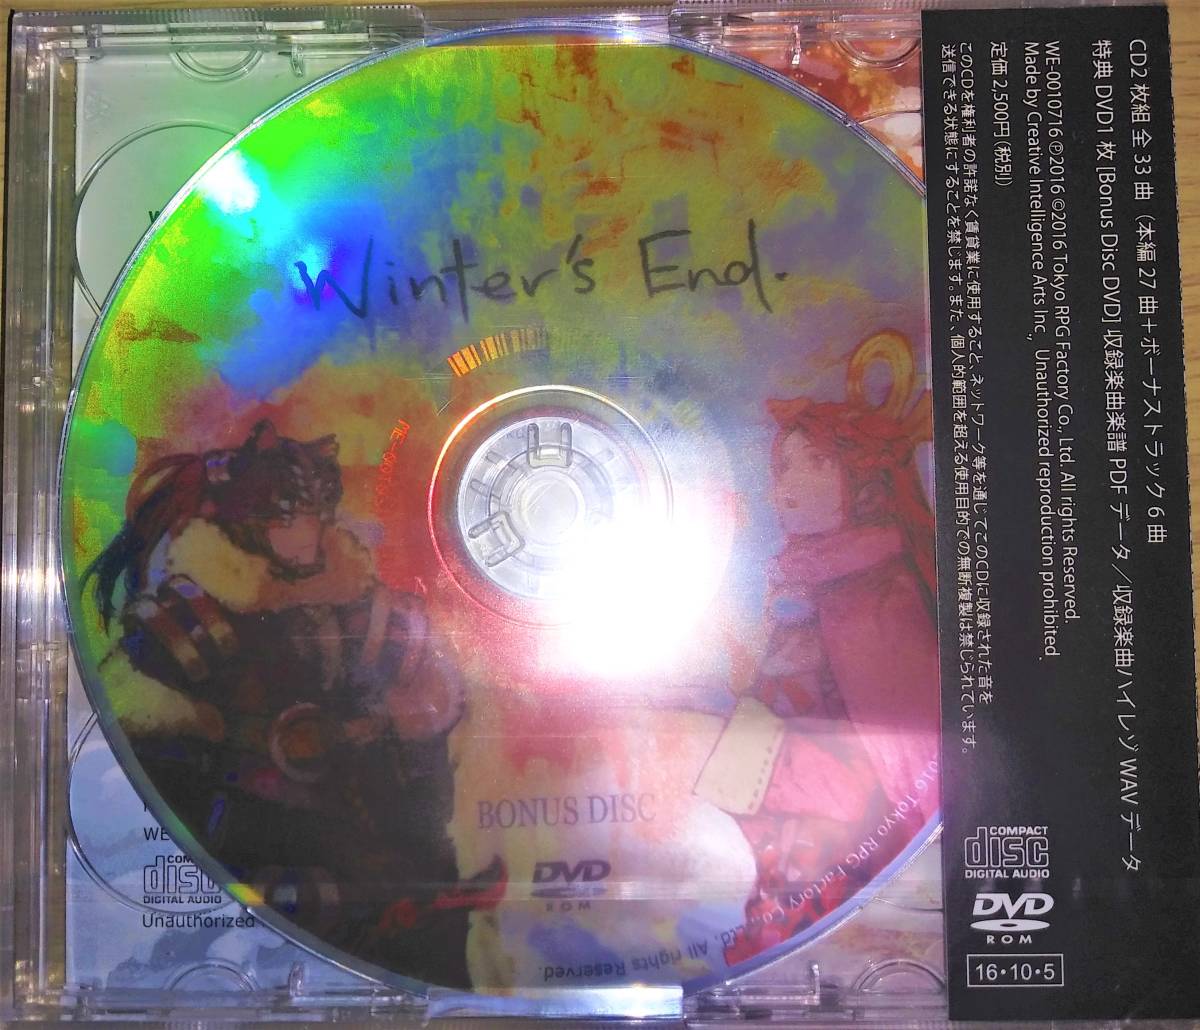 Winter's End.
BONUS DISC
DVD
ROM
2016 Tokyo RPG Factory Co., Ltd. All rights Reserved.
WE
COM
disc
DIGITAL AUDIO
Unauthorized
CD2 枚組 全 33 曲（本編 27 曲＋ボーナストラック 6 曲
特典 DVD1 枚 [Bonus Disc DVD] 収録楽曲楽譜 PDF データ／収録楽曲ハイレゾ WAV データ
WE-0010716 ℗2016 ©2016 Tokyo RPG Factory Co., Ltd. All rights Reserved.
Made by Creative Intelligence Arts Inc., Unauthorized reproduction prohibited.
定価 2,500円(税別)
このCDを権利者の許諾なく賃貸業に使用すること、ネットワーク等を通じてこのCDに収録された音を
送信できる状態にすることを禁じます。また、個人的範囲を超える使用目的での無断複製は禁じられています。
COMPACT
disc
DIGITAL AUDIO
DVD
ROM
16・10・5